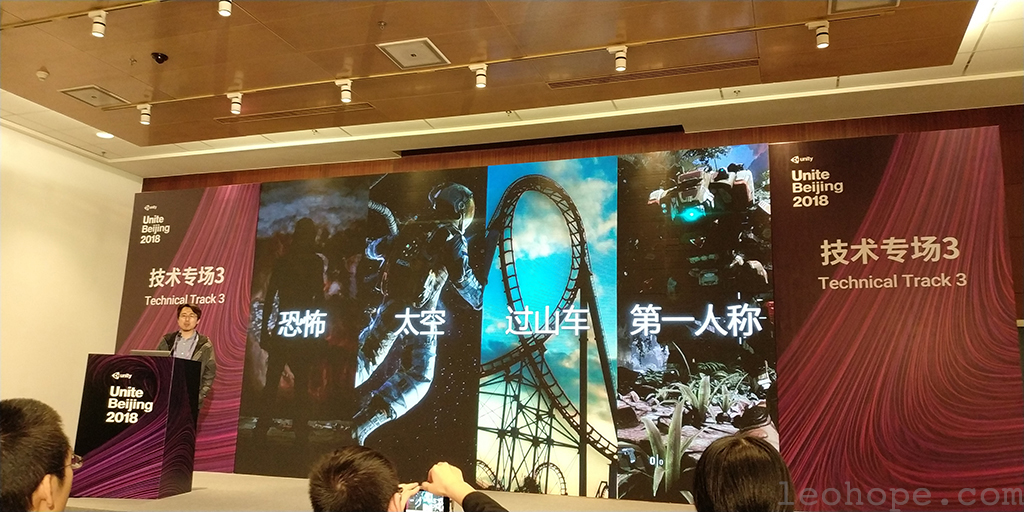 unity
Unite
Beijing
2018
技术专场3
Technical Track 3
恐怖
太空
过山车
第一人称
unity
Unite
Beijing
2018
技术专场3
Technical Track 3
unity
Unite
Beijing
2018
leohope.com